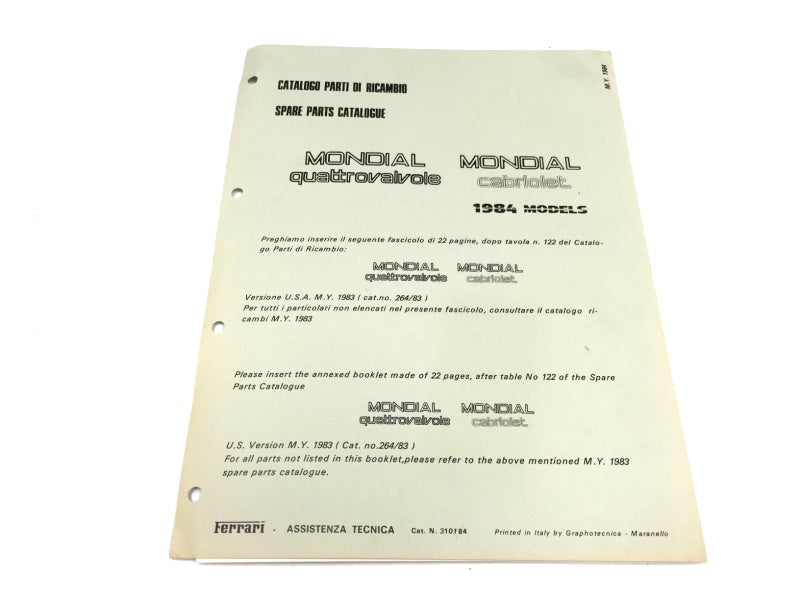 M.Y. 1984
CATALOGO PARTI DI RICAMBIO
SPARE PARTS CATALOGUE
MONDIAL MONDIAL
quattrovalvole cabriolet
1984 MODELS
Preghiamo inserire il seguente fascicolo di 22 pagine, dopo tavola n. 122 del Catalo-
go Parti di Ricambio:
MONDIAL MONDIAL
quattrovalvole cabriolet
Versione U.S.A. M.Y. 1983 ( cat.no. 264/83 )
Per tutti i particolari non elencati nel presente fascicolo, consultare il catalogo ri-
cambi M.Y. 1983
Please insert the annexed booklet made of 22 pages, after table No 122 of the Spare
Parts Catalogue
MONDIAL MONDIAL
quattrovalvole cabriolet
U.S. Version M.Y. 1983 ( Cat. no.264/83 )
For all parts not listed in this booklet,please refer to the above mentioned M.Y. 1983
spare parts catalogue.
Ferrari - ASSISTENZA TECNICA Cat. N. 310184 Printed in Italy by Graphotecnica - Maranello